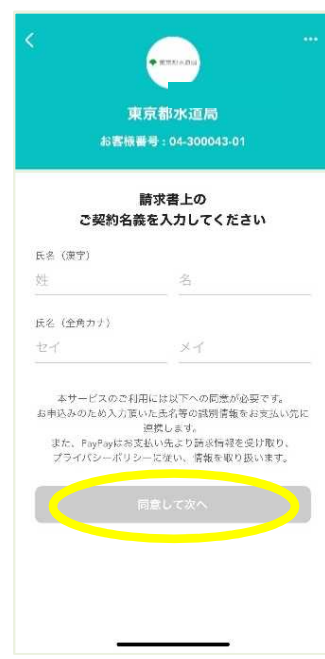 東京都水道局
お客様番号：04-300043-01
請求書上の
ご契約名義を入力してください
氏名（漢字）
姓 名
氏名（全角カナ）
セイ メイ
本サービスのご利用には以下への同意が必要です。
お申込みのため入力頂いた氏名等の識別情報をお支払い先に
連携します。
また、PayPayはお支払い先より請求情報を受け取り、
プライバシーポリシーに従い、情報を取り扱います。
同意して次へ